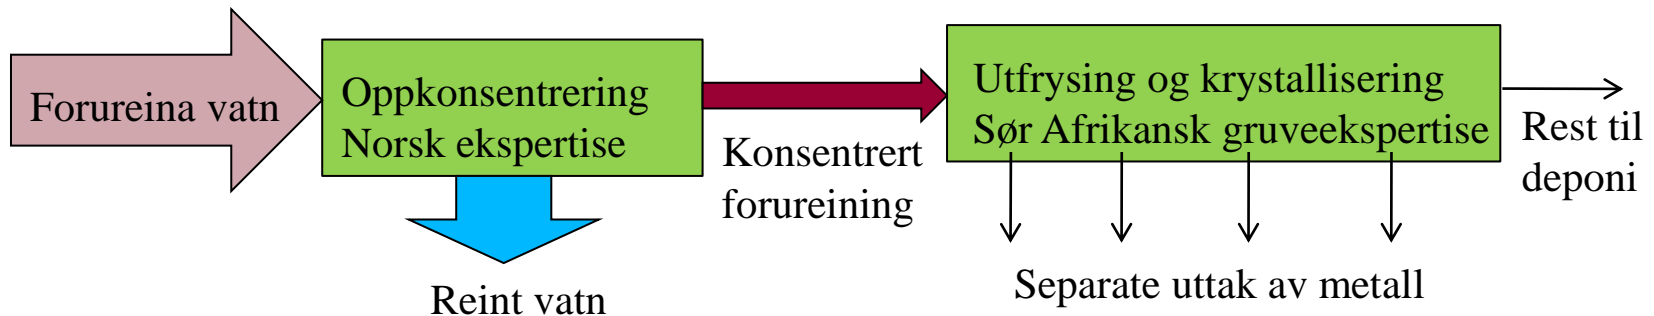 Forureina vatn
Oppkonsentrering
Norsk ekspertise
Reint vatn
Konsentrert
forureining
Utfrysing og krystallisering
Sør Afrikansk gruveekspertise
Separate uttak av metall
Rest til
deponi